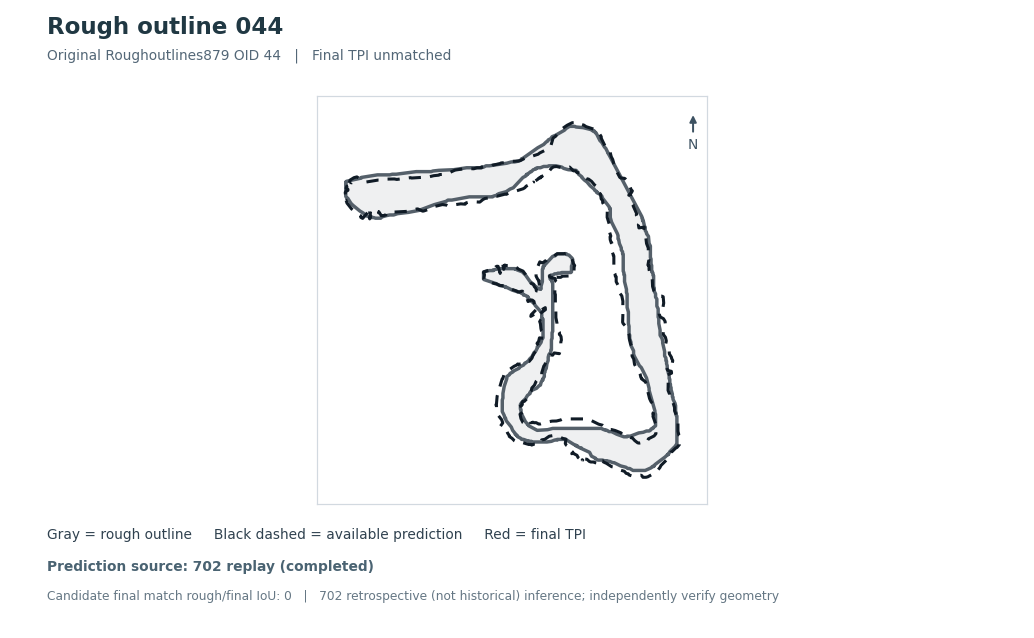 Rough outline 044
Original Roughoutlines879 OID 44   |   Final TPI unmatched
N
Gray = rough outline     Black dashed = available prediction     Red = final TPI
Prediction source: 702 replay (completed)
Candidate final match rough/final IoU: 0   |   702 retrospective (not historical) inference; independently verify geometry